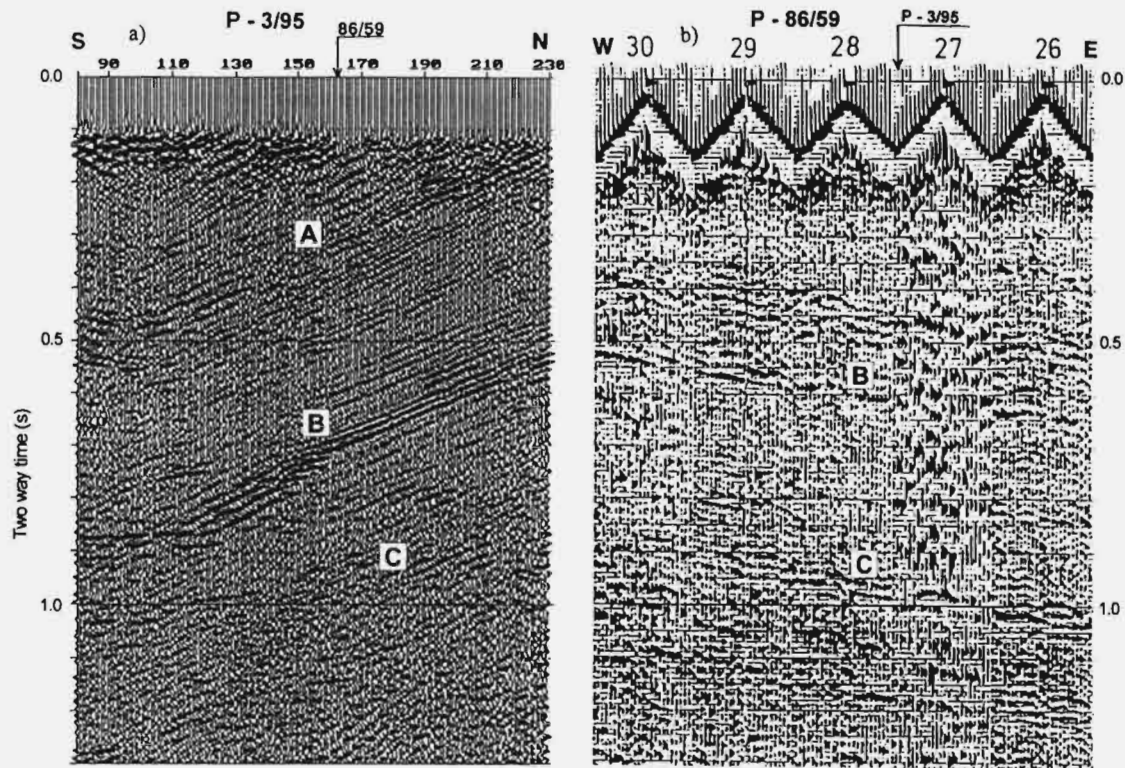 P - 3/95
a)
86/59
S
N
90 110 130 150 170 190 210 230
0.0
A
0.5
B
C
1.0
Two way time (s)
P - 86/59
b)
P - 3/95
W 30 29 28 27 26 E
0.0
0.5
B
C
1.0